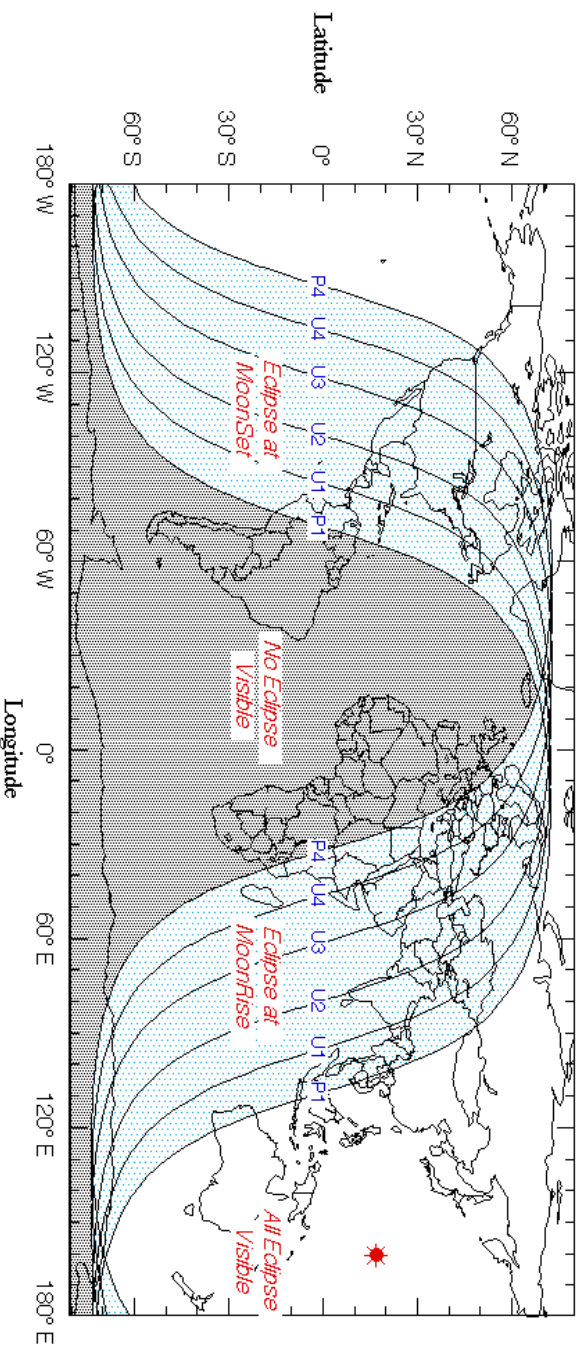 Latitude
60° N
30° N
0°
30° S
60° S
P4 U4 U3 U2 U1 P1 P4 U4 U3 U2 U1 P1
Eclipse at
MoonSet
No Eclipse
Visible
Eclipse at
MoonRise
All Eclipse
Visible
180° W 120° W 60° W 0° 60° E 120° E 180° E
Longitude